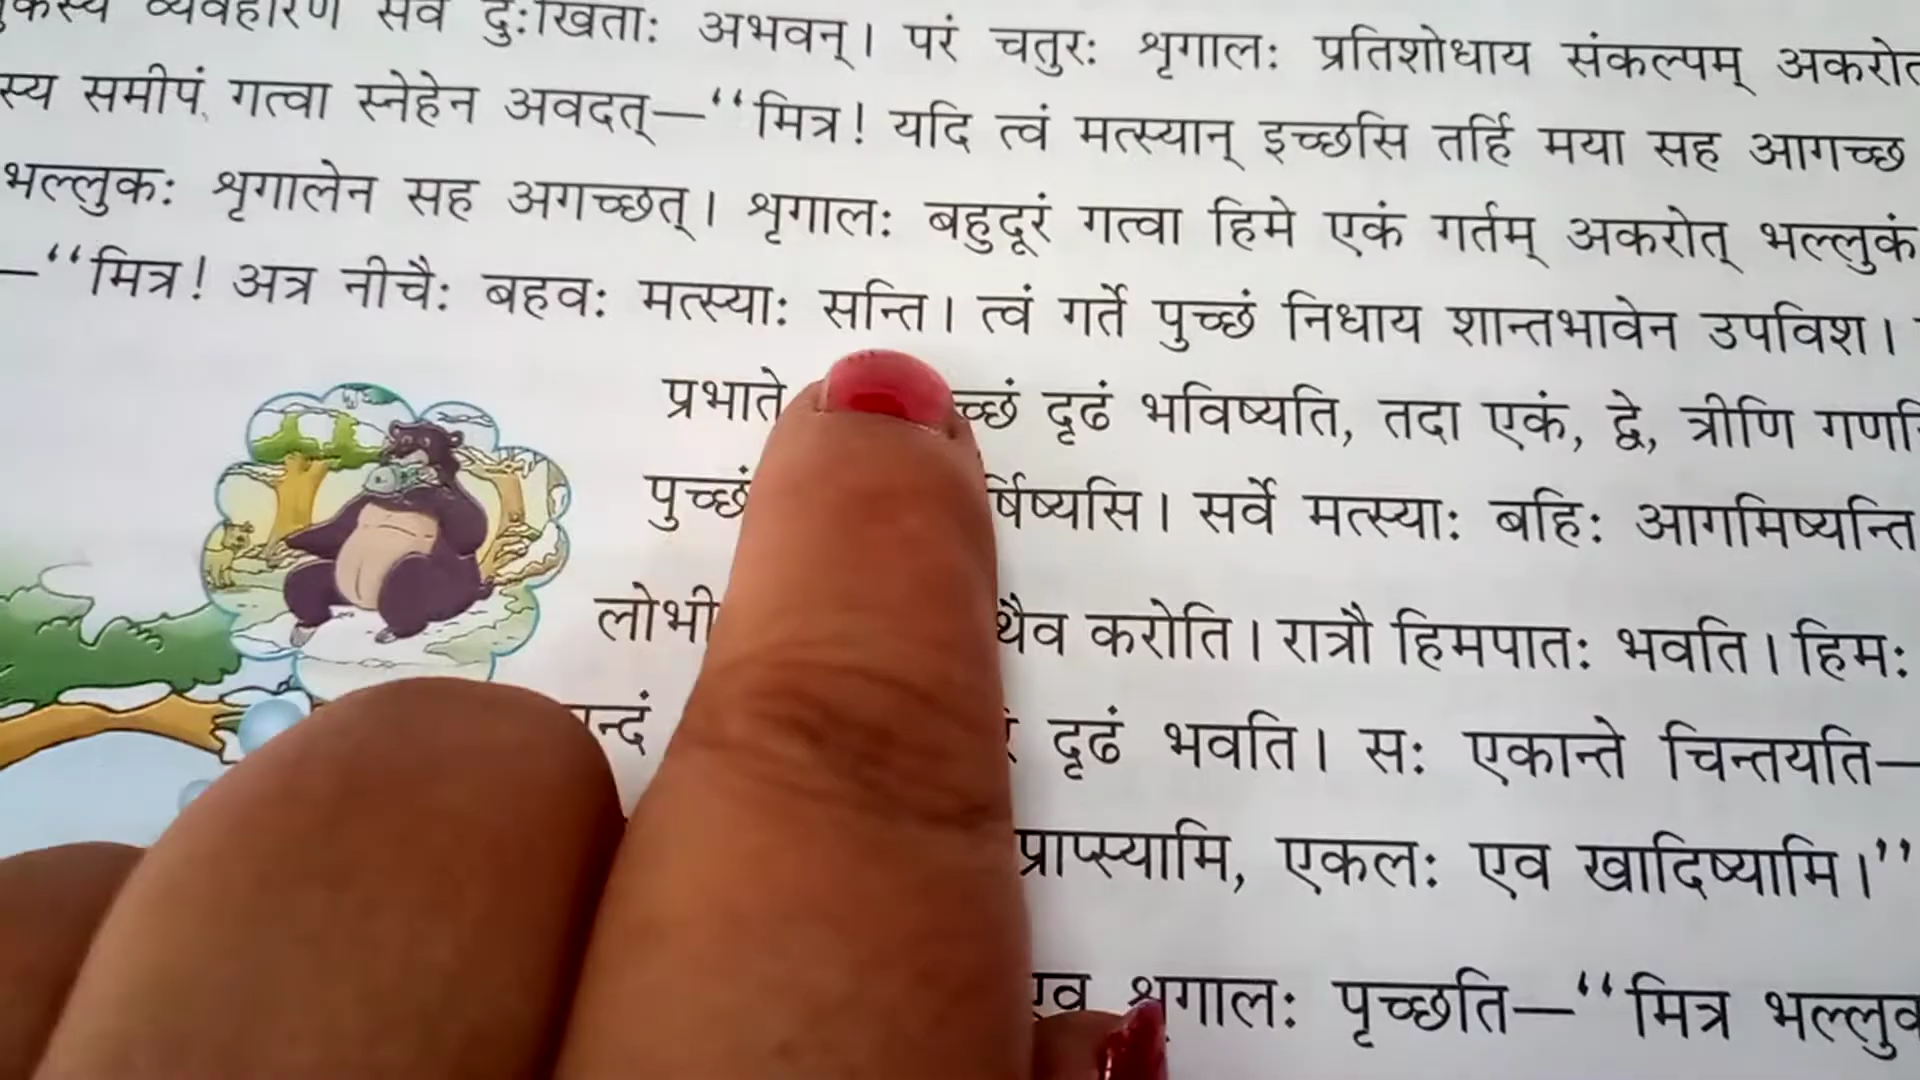 व्यवहारेण सर्वे दुःखिताः अभवन्। परं चतुरः शृगालः प्रतिशोधाय संकल्पम् अकरोत
स्य समीपं गत्वा स्नेहेन अवदत्—“मित्र! यदि त्वं मत्स्यान् इच्छसि तर्हि मया सह आगच्छ
भल्लुकः शृगालेन सह अगच्छत्। शृगालः बहुदूरं गत्वा हिमे एकं गर्तम् अकरोत् भल्लुकं
—“मित्र! अत्र नीचैः बहवः मत्स्याः सन्ति। त्वं गर्ते पुच्छं निधाय शान्तभावेन उपविश।
प्रभाते च्छं दृढं भविष्यति, तदा एकं, द्वे, त्रीणि
पुच्छं र्षिष्यसि। सर्वे मत्स्याः बहिः आगमिष्यन्ति
लोभी थैव करोति। रात्रौ हिमपातः भवति। हिमः
न्दं दृढं भवति। सः एकान्ते चिन्तयति—
प्राप्स्यामि, एकलः एव खादिष्यामि।”
एव शृगालः पृच्छति—“मित्र भल्लुक